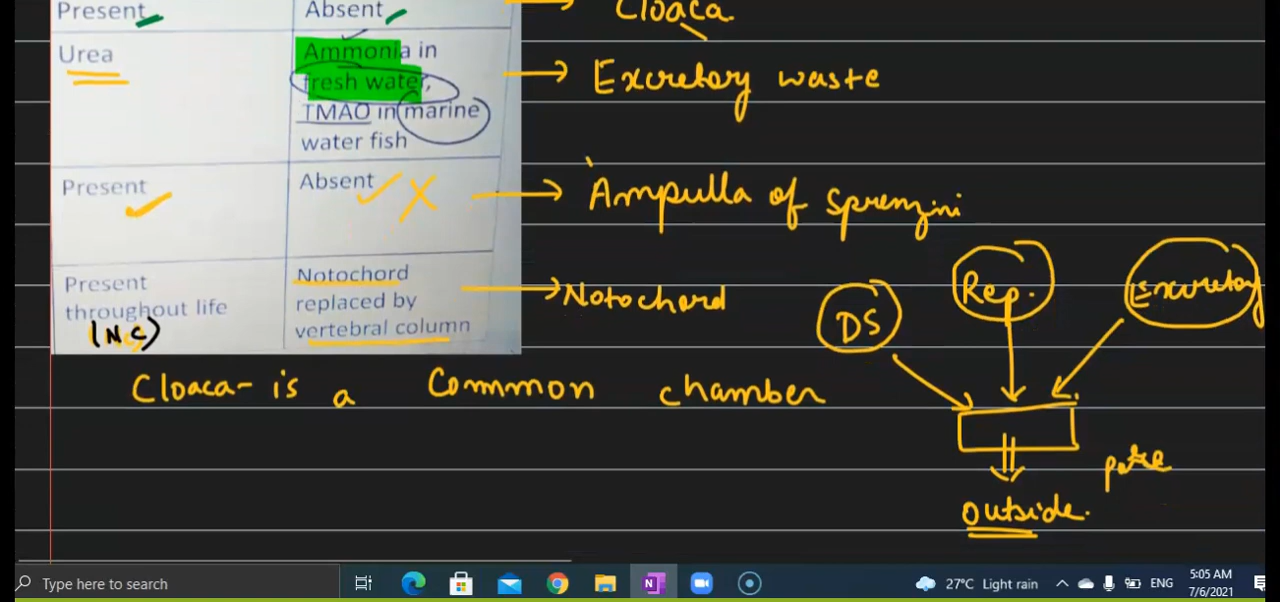 Present Absent → Cloaca
Urea Ammonia in
fresh water,
TMAO in marine
water fish
→ Excretory waste
Present Absent X → Ampulla of Sprenzini
Present
throughout life
(NC)
Notochord
replaced by
vertebral column
→ Notochord
DS
Rep.
Excretory
Cloaca- is a common chamber
outside.
Type here to search
27°C Light rain
ENG
5:05 AM
7/6/2021